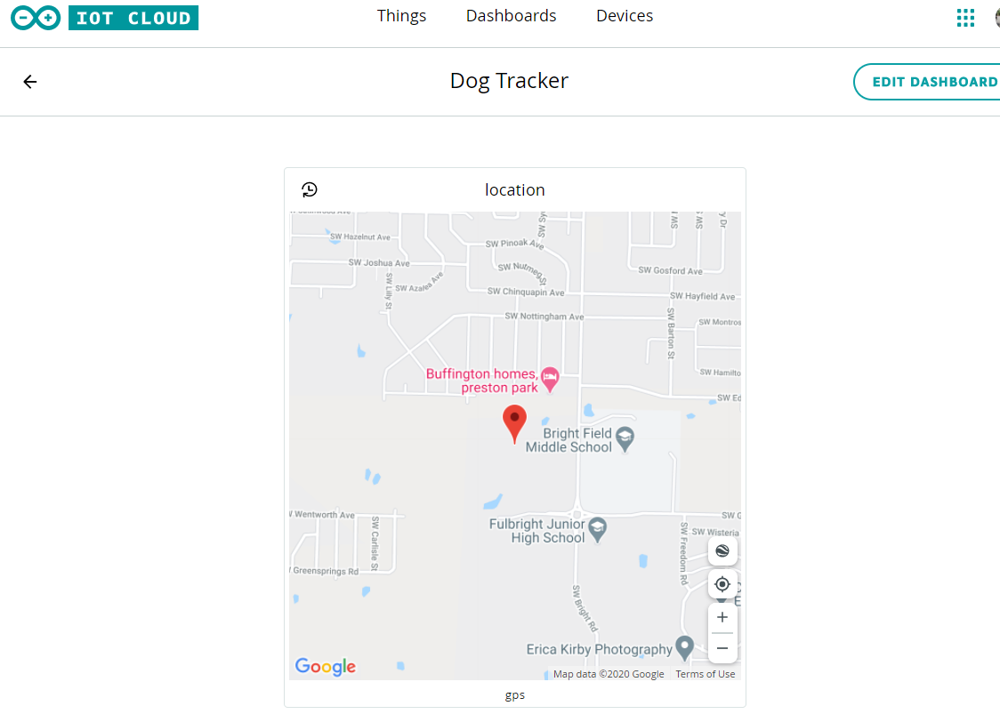 IOT CLOUD
Things
Dashboards
Devices
Dog Tracker
EDIT DASHBOARD
location
SW Hazelnut Ave
SW Pinoak Ave
SW Joshua Ave
SW Nutmeg St
SW Gosford Ave
SW Lilly St
SW Azalea Ave
SW Chinquapin Ave
SW Hayfield Ave
SW Nottingham Ave
SW Barton St
SW Montros
SW Hamilto
Buffington homes,
preston park
SW Ed
Bright Field
Middle School
W Wentworth Ave
SW Carlisle St
Fulbright Junior
High School
SW Freedom Rd
SW Wisteria
Greensprings Rd
SW Bright Rd
Erica Kirby Photography
Google
Map data ©2020 Google
Terms of Use
gps